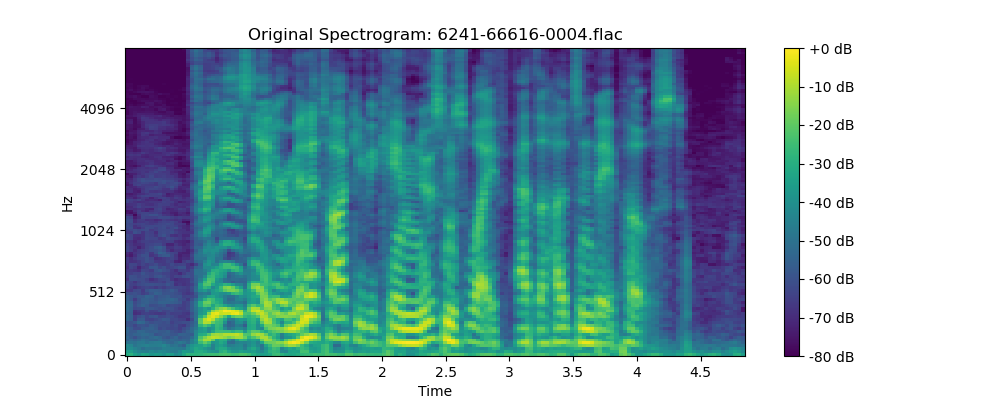 Original Spectrogram: 6241-66616-0004.flac
Hz
4096
2048
1024
512
0
0 0.5 1 1.5 2 2.5 3 3.5 4 4.5
Time
+0 dB
-10 dB
-20 dB
-30 dB
-40 dB
-50 dB
-60 dB
-70 dB
-80 dB